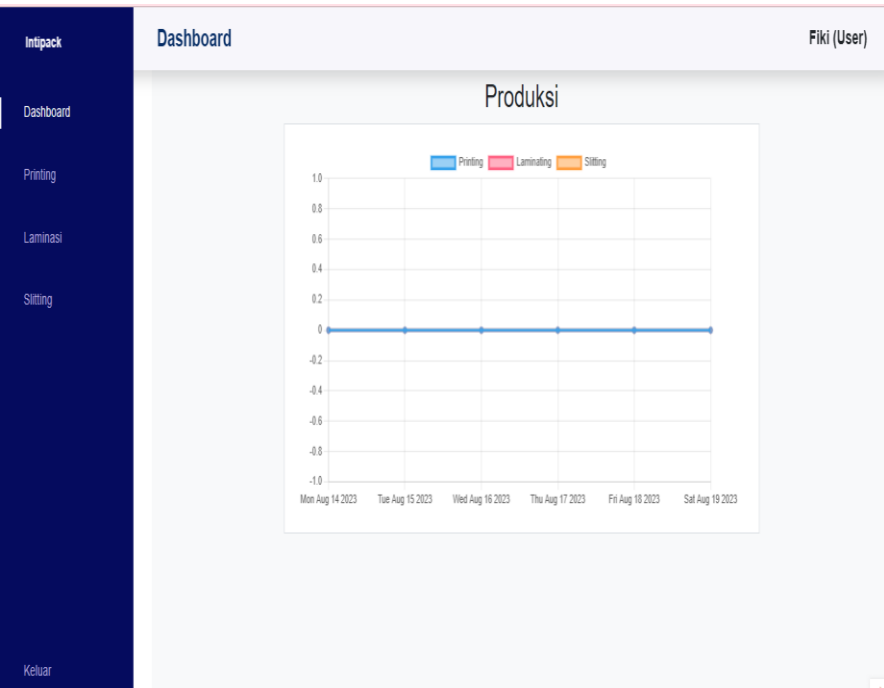 Intipack
Dashboard
Fiki (User)
Dashboard
Printing
Laminasi
Slitting
Keluar
Produksi
Printing Laminating Slitting
1.0
0.8
0.6
0.4
0.2
0
-0.2
-0.4
-0.6
-0.8
-1.0
Mon Aug 14 2023 Tue Aug 15 2023 Wed Aug 16 2023 Thu Aug 17 2023 Fri Aug 18 2023 Sat Aug 19 2023